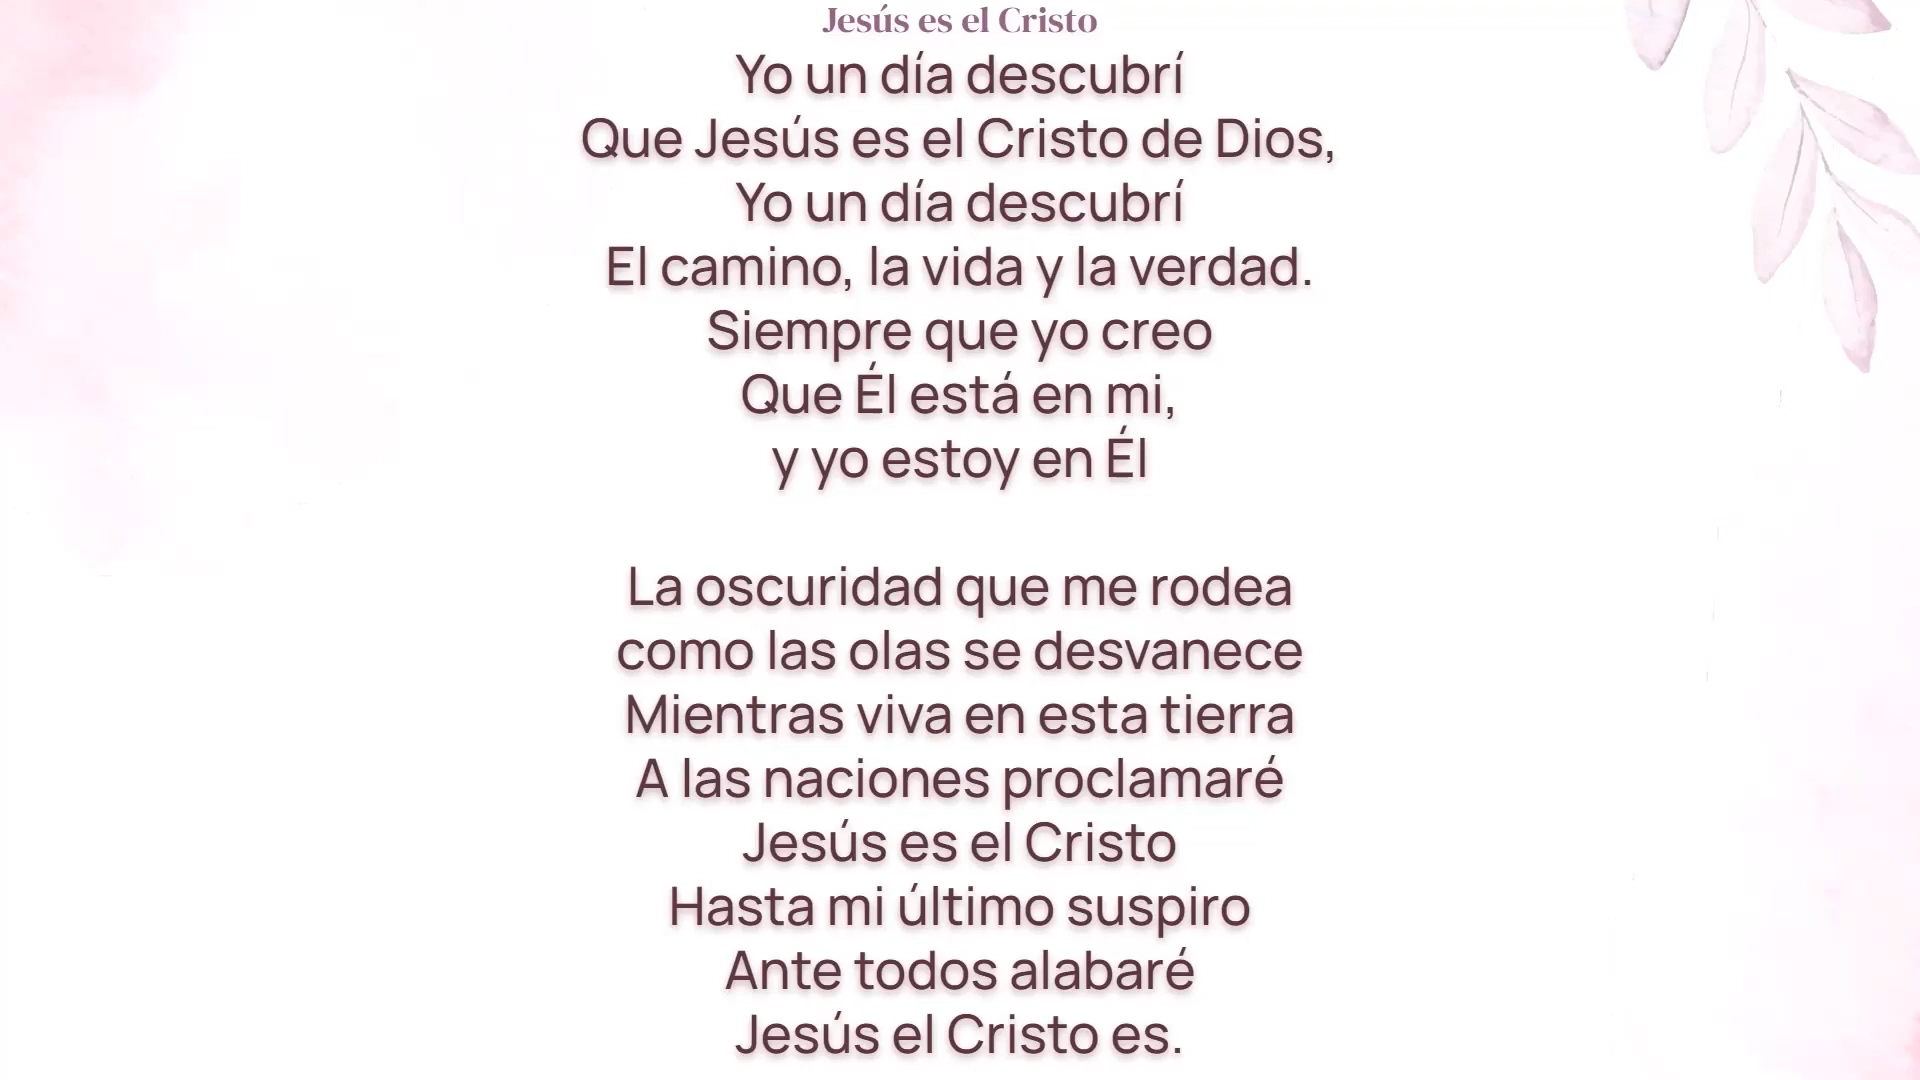 Jesús es el Cristo
Yo un día descubrí
Que Jesús es el Cristo de Dios,
Yo un día descubrí
El camino, la vida y la verdad.
Siempre que yo creo
Que Él está en mi,
y yo estoy en Él
La oscuridad que me rodea
como las olas se desvanece
Mientras viva en esta tierra
A las naciones proclamaré
Jesús es el Cristo
Hasta mi último suspiro
Ante todos alabaré
Jesús el Cristo es.